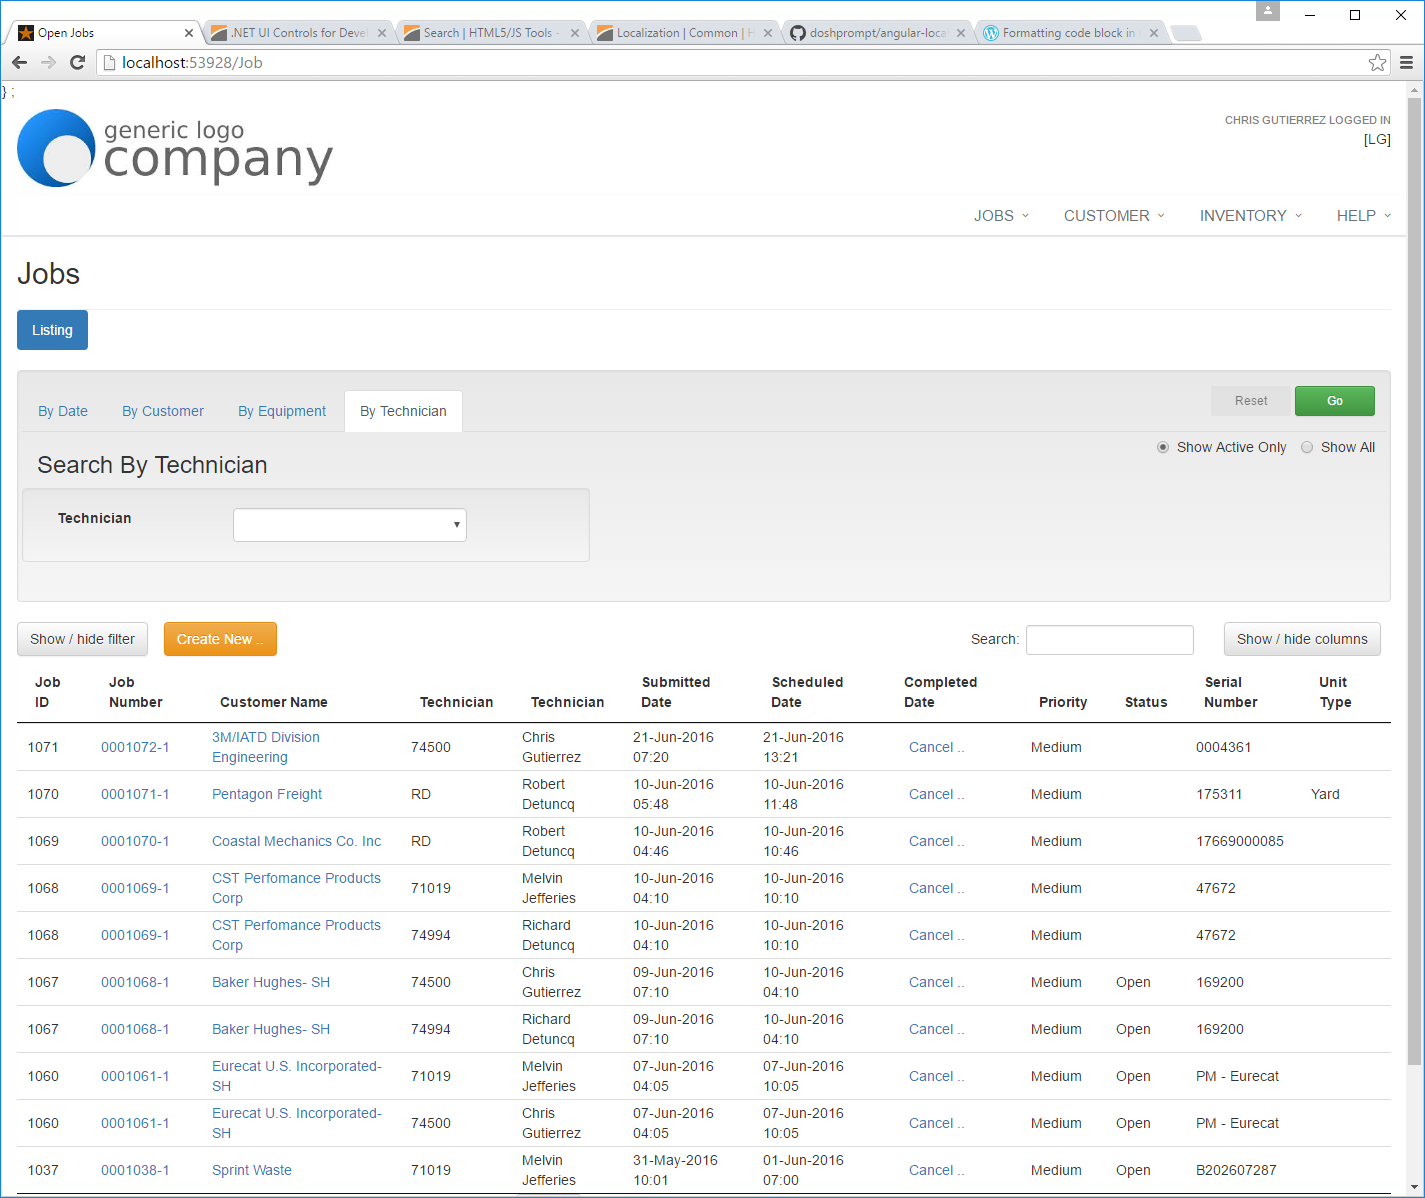 Open Jobs
.NET UI Controls for Devel
Search | HTML5/JS Tools -
Localization | Common | H
doshprompt/angular-loca
Formatting code block in
localhost:53928/Job
} ;
generic logo
company
CHRIS GUTIERREZ LOGGED IN
[LG]
JOBS
CUSTOMER
INVENTORY
HELP
Jobs
Listing
By Date
By Customer
By Equipment
By Technician
Reset
Go
Show Active Only
Show All
Search By Technician
Technician
Show / hide filter
Create New ..
Search:
Show / hide columns
Job ID Job Number Customer Name Technician Technician Submitted Date Scheduled Date Completed Date Priority Status Serial Number Unit Type
1071 0001072-1 3M/IATD Division Engineering 74500 Chris Gutierrez 21-Jun-2016 07:20 21-Jun-2016 13:21 Cancel .. Medium 0004361
1070 0001071-1 Pentagon Freight RD Robert Detuncq 10-Jun-2016 05:48 10-Jun-2016 11:48 Cancel .. Medium 175311 Yard
1069 0001070-1 Coastal Mechanics Co. Inc RD Robert Detuncq 10-Jun-2016 04:46 10-Jun-2016 10:46 Cancel .. Medium 17669000085
1068 0001069-1 CST Perfomance Products Corp 71019 Melvin Jefferies 10-Jun-2016 04:10 10-Jun-2016 10:10 Cancel .. Medium 47672
1068 0001069-1 CST Perfomance Products Corp 74994 Richard Detuncq 10-Jun-2016 04:10 10-Jun-2016 10:10 Cancel .. Medium 47672
1067 0001068-1 Baker Hughes- SH 74500 Chris Gutierrez 09-Jun-2016 07:10 10-Jun-2016 04:10 Cancel .. Medium Open 169200
1067 0001068-1 Baker Hughes- SH 74994 Richard Detuncq 09-Jun-2016 07:10 10-Jun-2016 04:10 Cancel .. Medium Open 169200
1060 0001061-1 Eurecat U.S. Incorporated- SH 71019 Melvin Jefferies 07-Jun-2016 04:05 07-Jun-2016 10:05 Cancel .. Medium Open PM - Eurecat
1060 0001061-1 Eurecat U.S. Incorporated- SH 74500 Chris Gutierrez 07-Jun-2016 04:05 07-Jun-2016 10:05 Cancel .. Medium Open PM - Eurecat
1037 0001038-1 Sprint Waste 71019 Melvin Jefferies 31-May-2016 10:01 01-Jun-2016 07:00 Cancel .. Medium Open B202607287